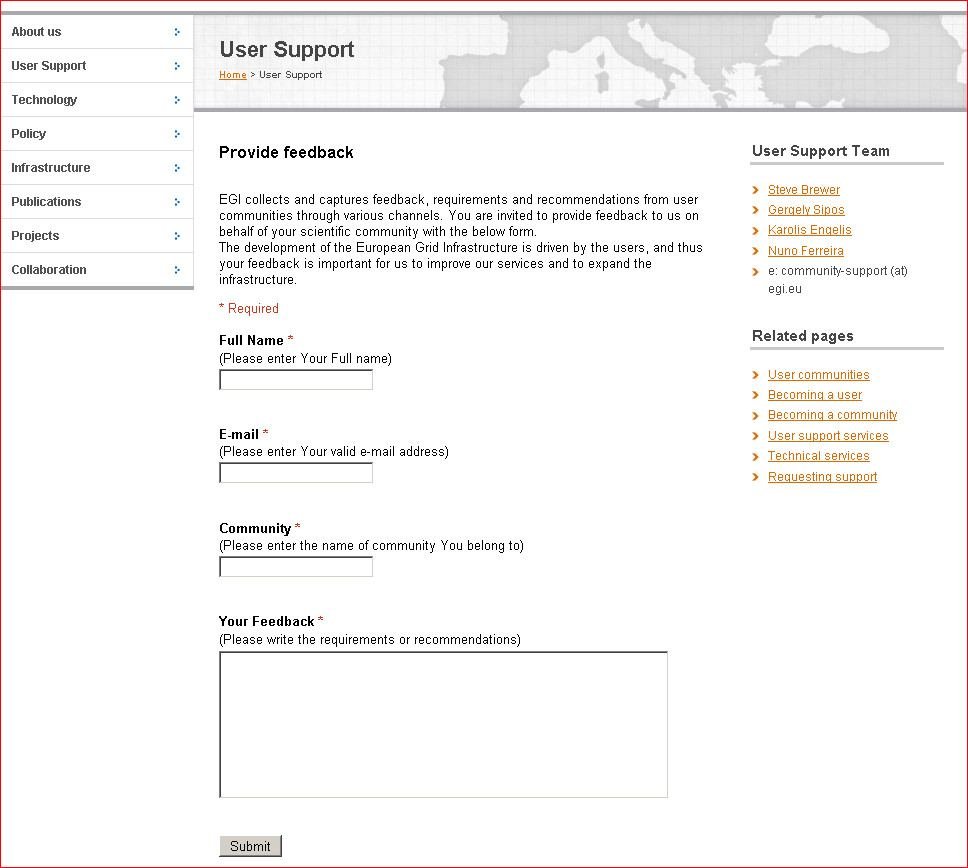 About us
User Support
Technology
Policy
Infrastructure
Publications
Projects
Collaboration
User Support
Home > User Support
Provide feedback
EGI collects and captures feedback, requirements and recommendations from user
communities through various channels. You are invited to provide feedback to us on
behalf of your scientific community with the below form.
The development of the European Grid Infrastructure is driven by the users, and thus
your feedback is important for us to improve our services and to expand the
infrastructure.
* Required
Full Name *
(Please enter Your Full name)
E-mail *
(Please enter Your valid e-mail address)
Community *
(Please enter the name of community You belong to)
Your Feedback *
(Please write the requirements or recommendations)
Submit
User Support Team
Steve Brewer
Gergely Sipos
Karolis Engelis
Nuno Ferreira
e: community-support (at)
egi.eu
Related pages
User communities
Becoming a user
Becoming a community
User support services
Technical services
Requesting support